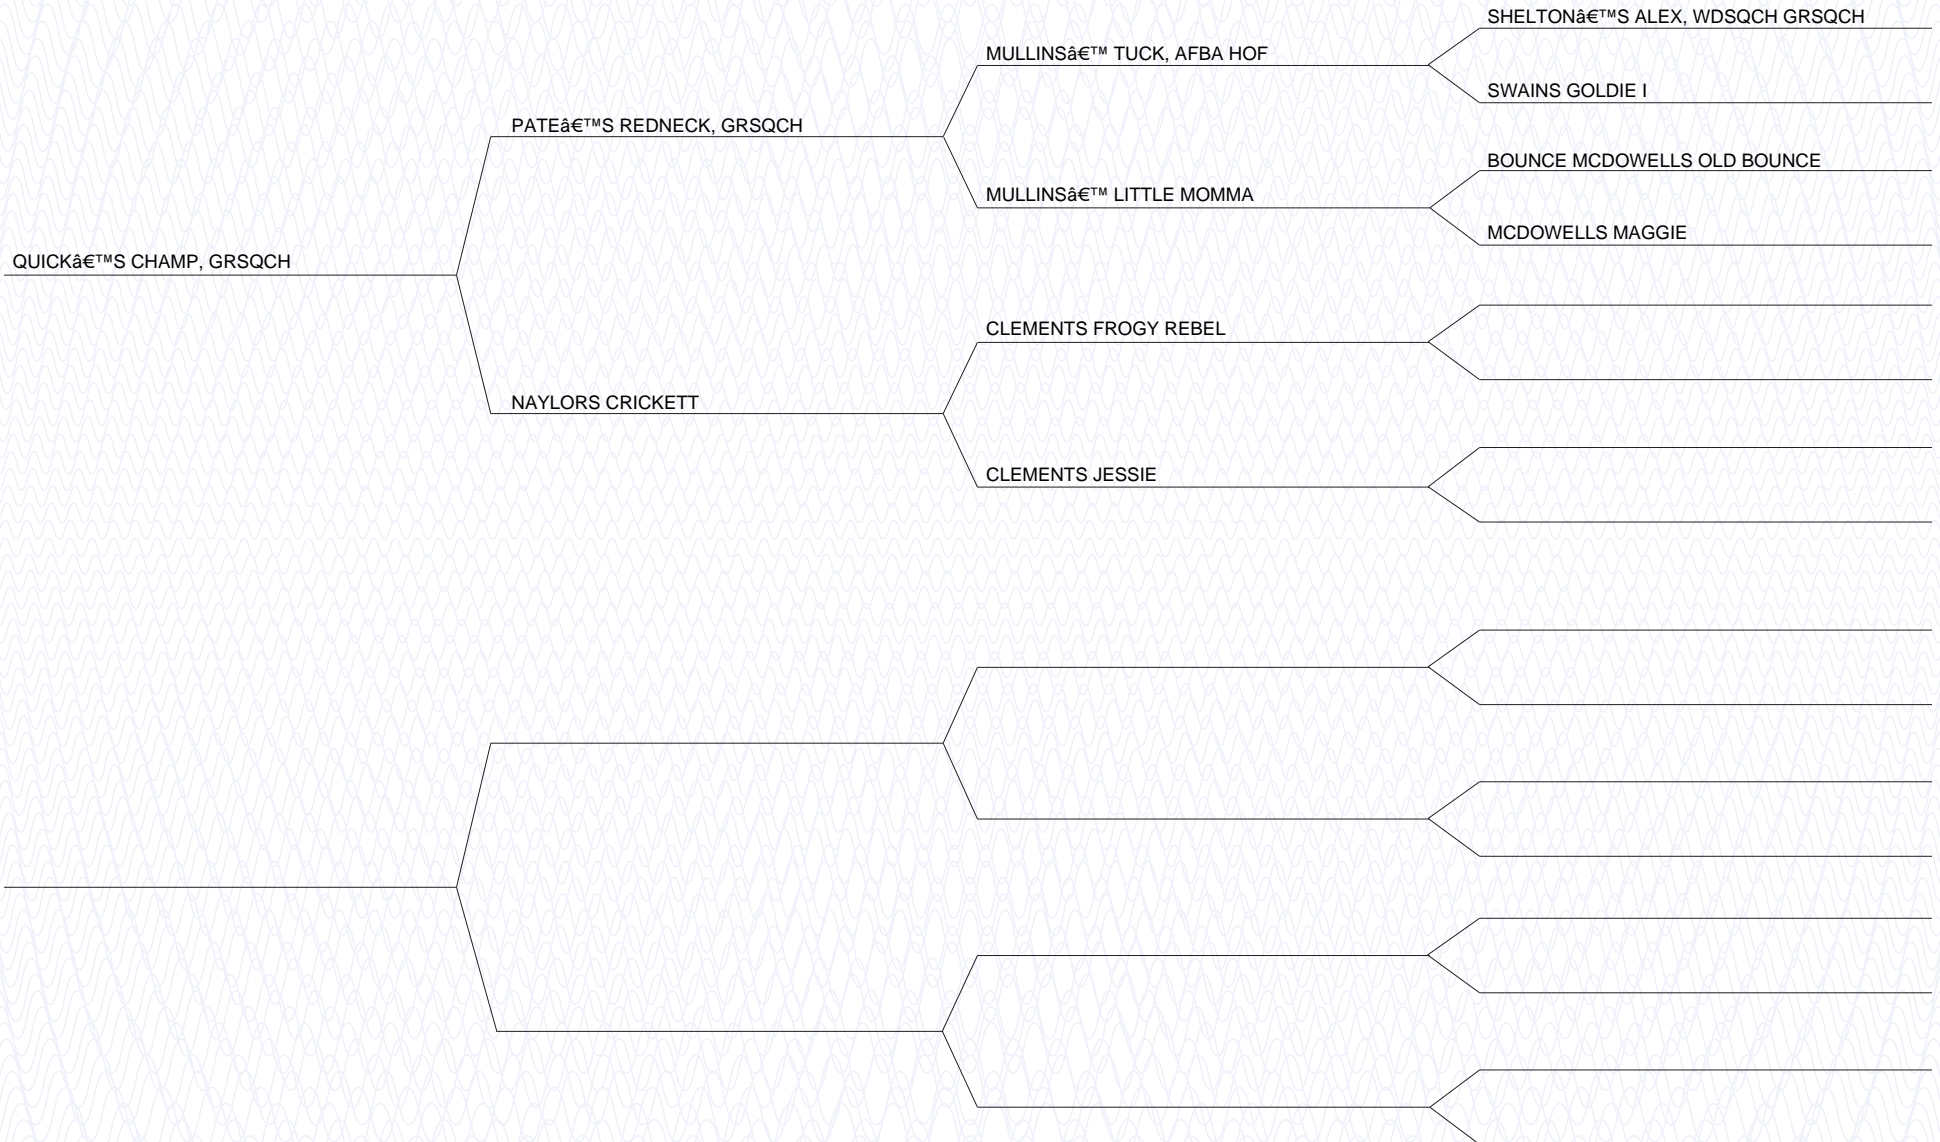 SHELTONâ€™S ALEX, WDSQCH GRSQCH
MULLINSâ€™ TUCK, AFBA HOF
SWAINS GOLDIE I
PATEâ€™S REDNECK, GRSQCH
BOUNCE MCDOWELLS OLD BOUNCE
MULLINSâ€™ LITTLE MOMMA
MCDOWELLS MAGGIE
QUICKâ€™S CHAMP, GRSQCH
CLEMENTS FROGY REBEL
NAYLORS CRICKETT
CLEMENTS JESSIE